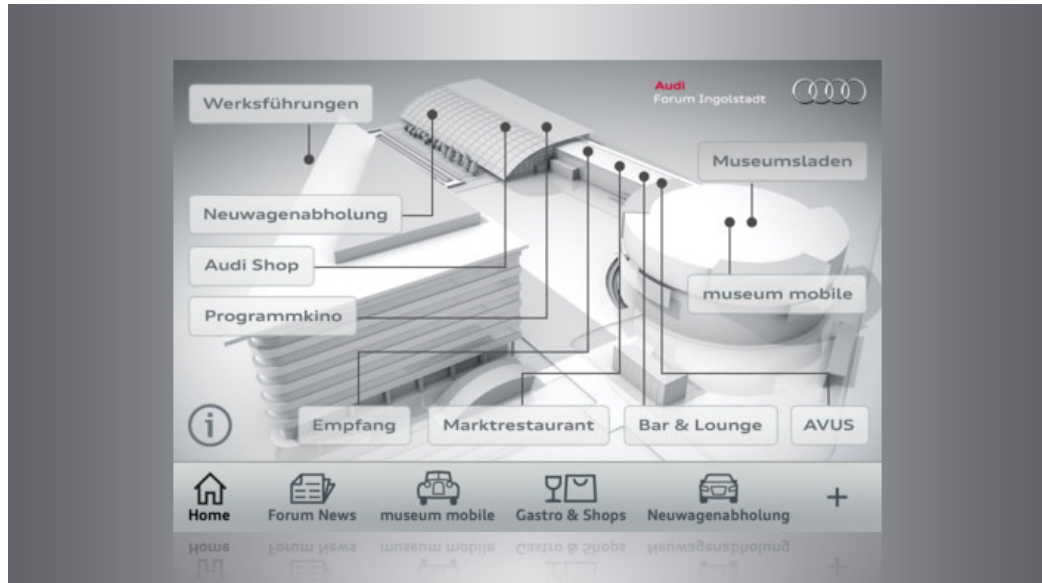 Audi
Forum Ingolstadt
Werksführungen
Museumsladen
Neuwagenabholung
Audi Shop
museum mobile
Programmkino
Empfang
Marktrestaurant
Bar & Lounge
AVUS
i
Home
Forum News
museum mobile
Gastro & Shops
Neuwagenabholung
+